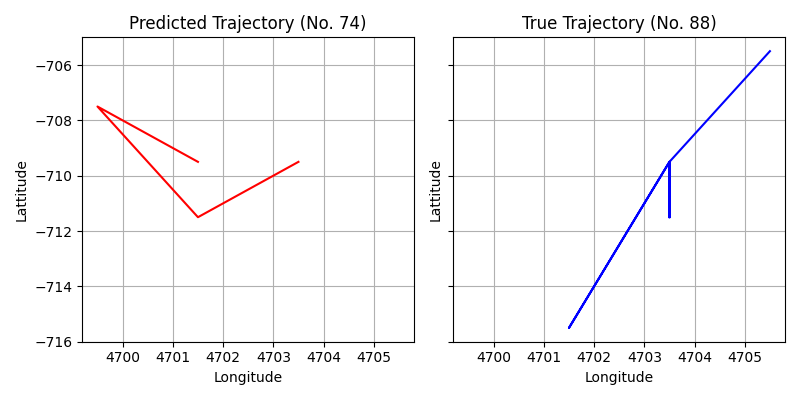 Predicted Trajectory (No. 74)
Lattitude
−706
−708
−710
−712
−714
−716
4700 4701 4702 4703 4704 4705
Longitude
True Trajectory (No. 88)
Lattitude
4700 4701 4702 4703 4704 4705
Longitude